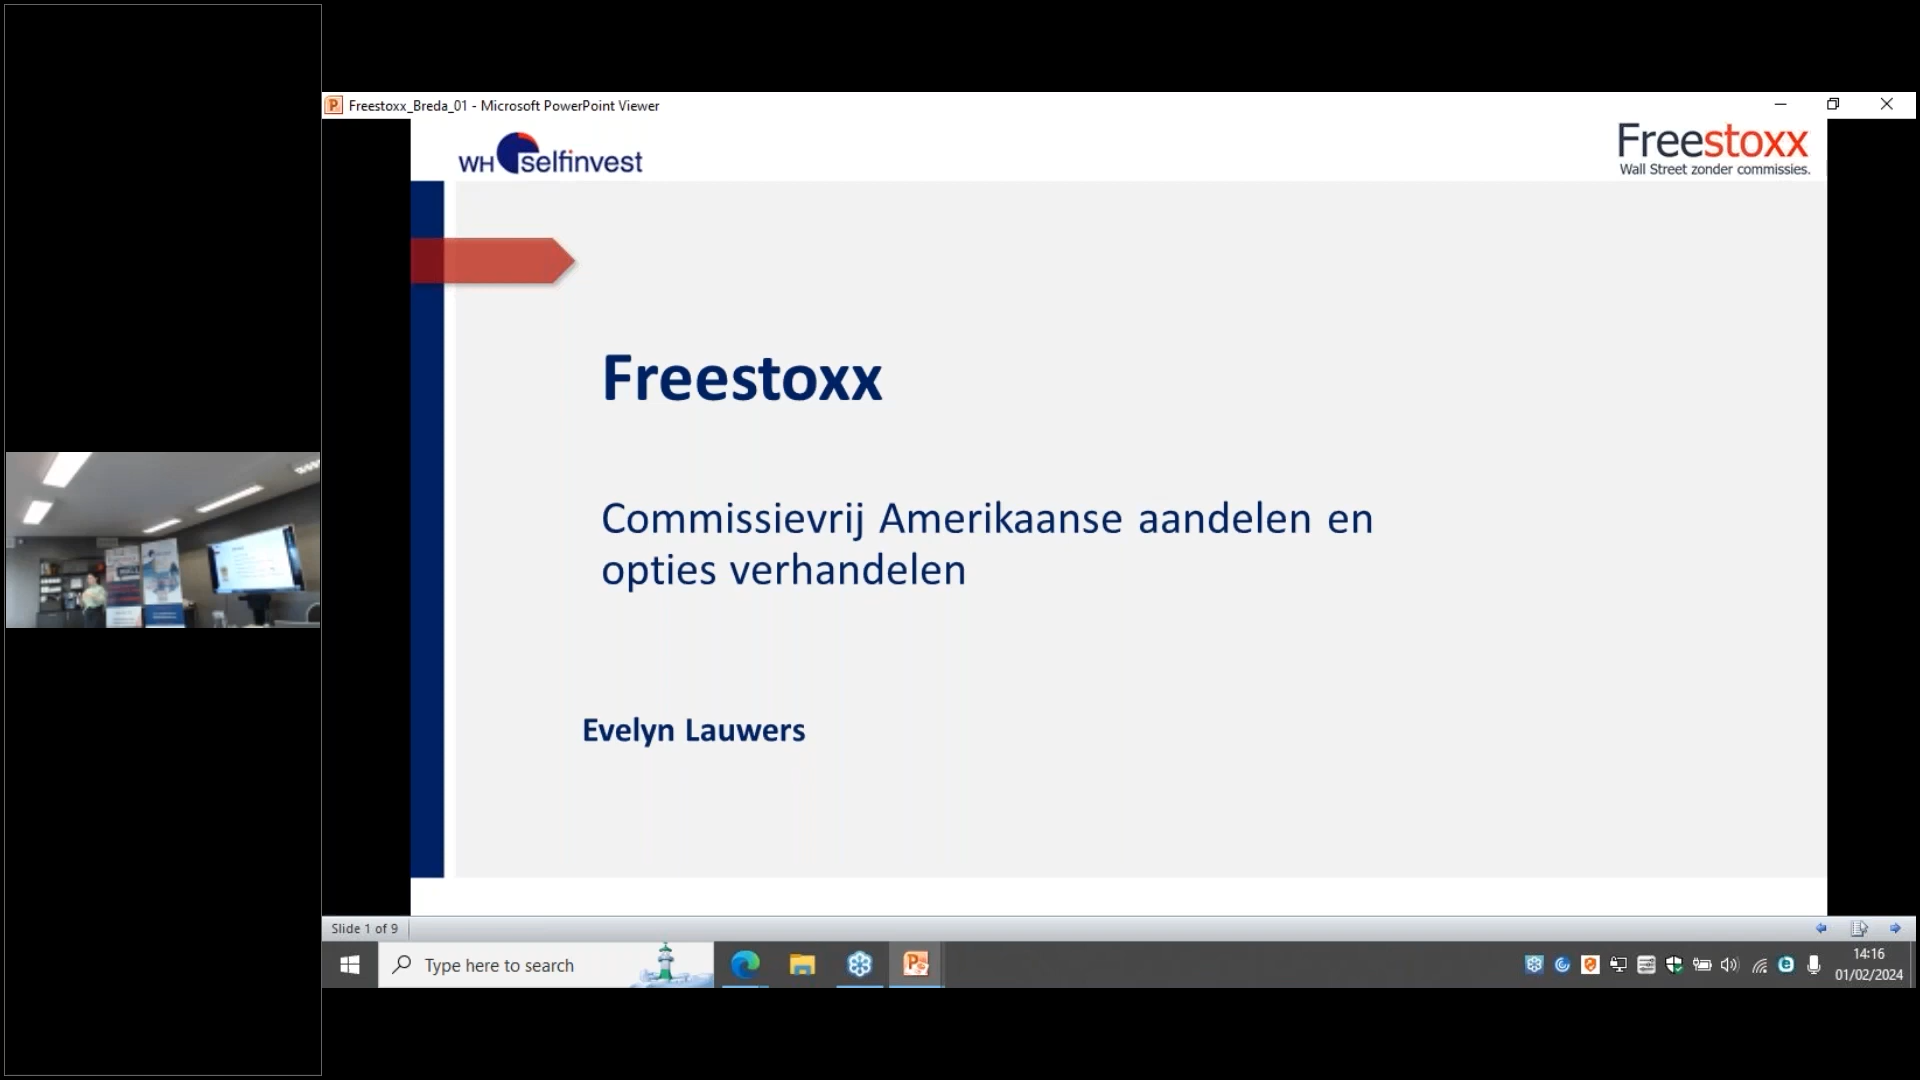 Freestoxx_Breda_01 - Microsoft PowerPoint Viewer
WH selfinvest
Freestoxx
Wall Street zonder commissies.
Freestoxx
Commissievrij Amerikaanse aandelen en
opties verhandelen
Evelyn Lauwers
Slide 1 of 9
Type here to search
14:16
01/02/2024